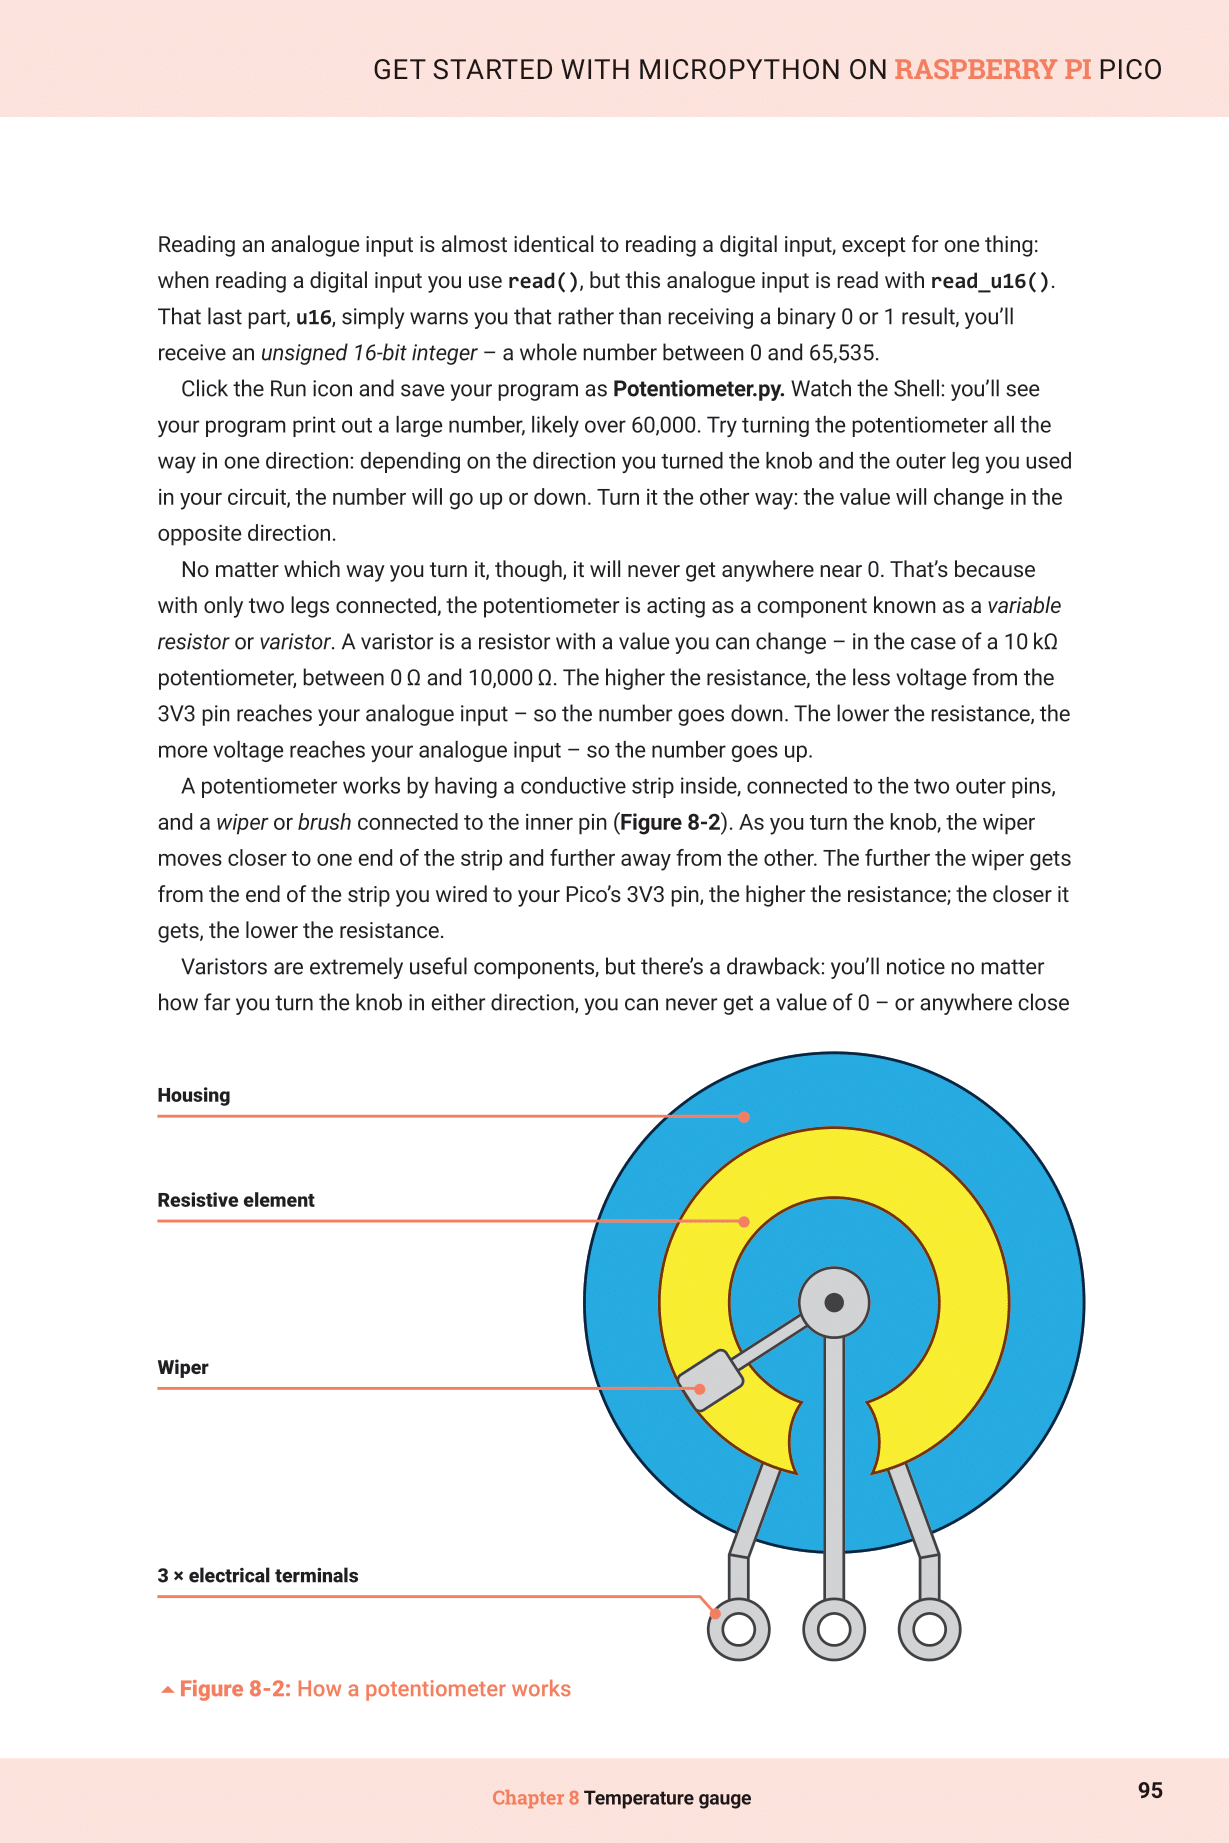 GET STARTED WITH MICROPYTHON ON RASPBERRY PI PICO
Reading an analogue input is almost identical to reading a digital input, except for one thing:
when reading a digital input you use read(), but this analogue input is read with read_u16().
That last part, u16, simply warns you that rather than receiving a binary 0 or 1 result, you’ll
receive an unsigned 16-bit integer – a whole number between 0 and 65,535.
Click the Run icon and save your program as Potentiometer.py. Watch the Shell: you’ll see
your program print out a large number, likely over 60,000. Try turning the potentiometer all the
way in one direction: depending on the direction you turned the knob and the outer leg you used
in your circuit, the number will go up or down. Turn it the other way: the value will change in the
opposite direction.
No matter which way you turn it, though, it will never get anywhere near 0. That’s because
with only two legs connected, the potentiometer is acting as a component known as a variable
resistor or varistor. A varistor is a resistor with a value you can change – in the case of a 10 kΩ
potentiometer, between 0 Ω and 10,000 Ω. The higher the resistance, the less voltage from the
3V3 pin reaches your analogue input – so the number goes down. The lower the resistance, the
more voltage reaches your analogue input – so the number goes up.
A potentiometer works by having a conductive strip inside, connected to the two outer pins,
and a wiper or brush connected to the inner pin (Figure 8-2). As you turn the knob, the wiper
moves closer to one end of the strip and further away from the other. The further the wiper gets
from the end of the strip you wired to your Pico’s 3V3 pin, the higher the resistance; the closer it
gets, the lower the resistance.
Varistors are extremely useful components, but there’s a drawback: you’ll notice no matter
how far you turn the knob in either direction, you can never get a value of 0 – or anywhere close
Housing
Resistive element
Wiper
3 × electrical terminals
Figure 8-2: How a potentiometer works
Chapter 8 Temperature gauge
95